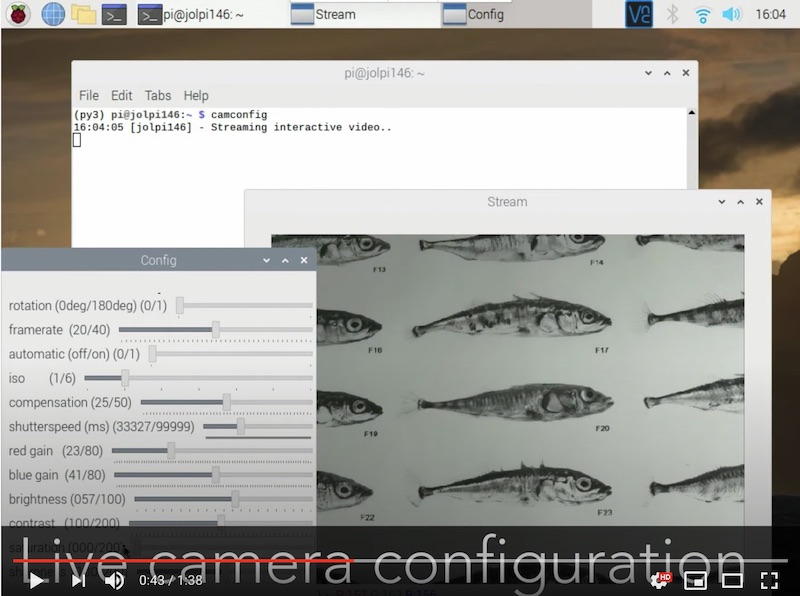 pi@jolpi146: ~
Stream
Config
16:04
pi@jolpi146: ~
File Edit Tabs Help
(py3) pi@jolpi146:~ $ camconfig
16:04:05 [jolpi146] - Streaming interactive video..
Stream
F13
F14
F16
F17
F19
F20
F22
F23
Config
rotation (0deg/180deg) (0/1)
framerate (20/40)
automatic (off/on) (0/1)
iso (1/6)
compensation (25/50)
shutterspeed (ms) (33327/99999)
red gain (23/80)
blue gain (41/80)
brightness (057/100)
contrast (100/200)
saturation (000/200)
Live camera configuration
0:43 / 1:38
HD